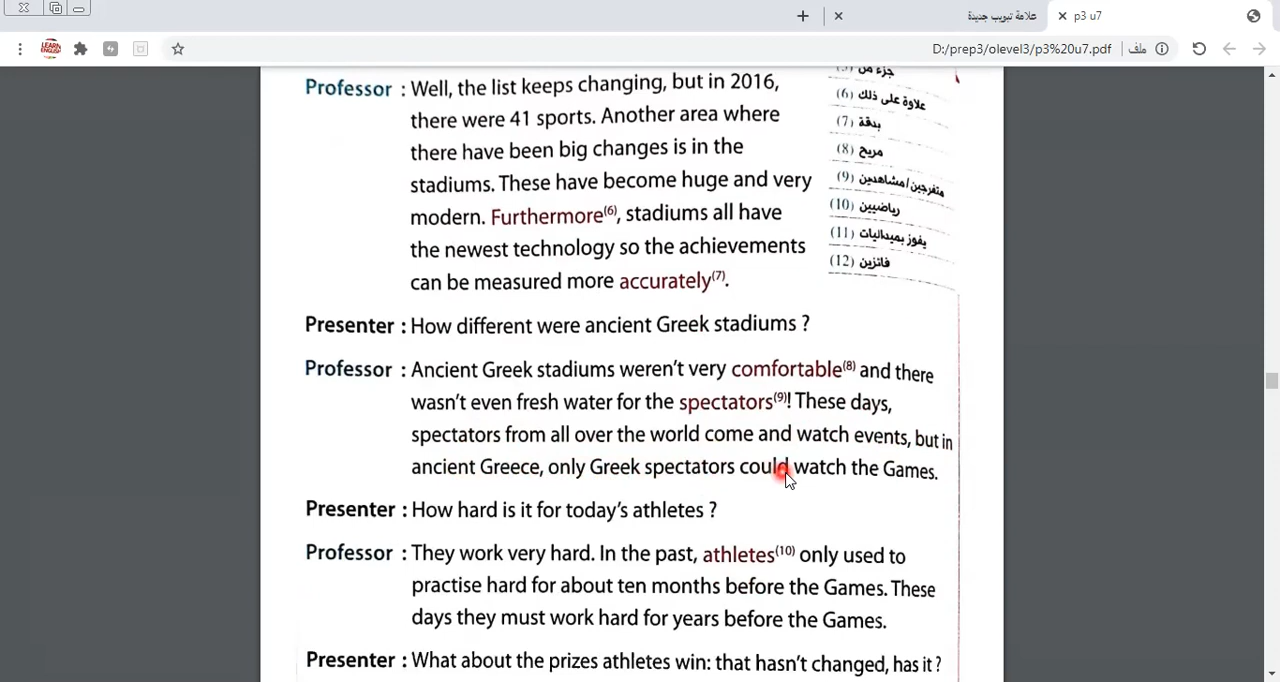 علامة تبويب جديدة
p3 u7
LEARN ENGLISH
D:/prep3/olevel3/p3%20u7.pdf
ملف
Professor : Well, the list keeps changing, but in 2016,
there were 41 sports. Another area where
there have been big changes is in the
stadiums. These have become huge and very
modern. Furthermore(6), stadiums all have
the newest technology so the achievements
can be measured more accurately(7).
جزء من
(6) علاوة على ذلك
(7) بدقة
(8) مريح
(9) متفرجين/مشاهدين
(10) رياضيين
(11) يفوز بميداليات
(12) فائزين
Presenter : How different were ancient Greek stadiums ?
Professor : Ancient Greek stadiums weren't very comfortable(8) and there
wasn't even fresh water for the spectators(9)! These days,
spectators from all over the world come and watch events, but in
ancient Greece, only Greek spectators could watch the Games.
Presenter : How hard is it for today's athletes ?
Professor : They work very hard. In the past, athletes(10) only used to
practise hard for about ten months before the Games. These
days they must work hard for years before the Games.
Presenter : What about the prizes athletes win: that hasn't changed, has it ?